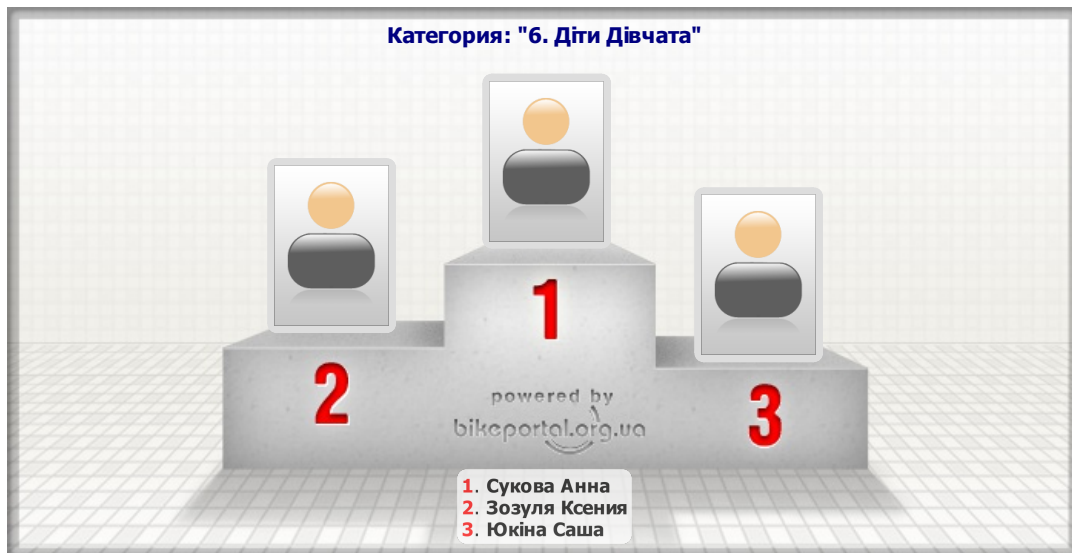 Категория: "6. Діти Дівчата"
1
2
3
powered by
bikeportal.org.ua
1. Сукова Анна
2. Зозуля Ксения
3. Юкіна Саша